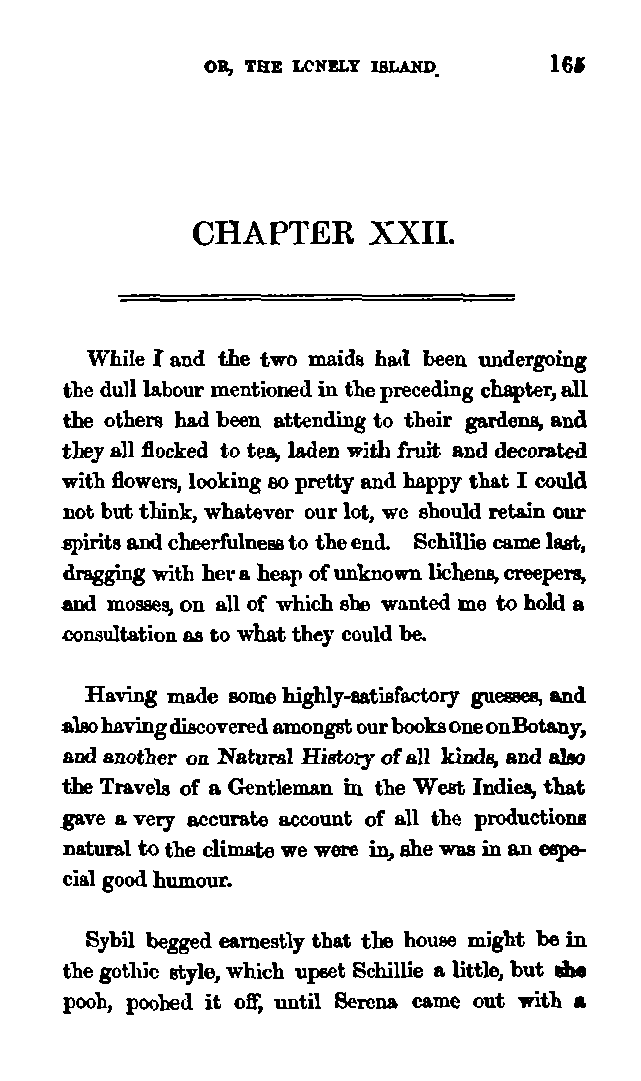 OR, THE LONELY ISLAND. 165
CHAPTER XXII.
While I and the two maids had been undergoing
the dull labour mentioned in the preceding chapter, all
the others had been attending to their gardens, and
they all flocked to tea, laden with fruit and decorated
with flowers, looking so pretty and happy that I could
not but think, whatever our lot, we should retain our
spirits and cheerfulness to the end. Schillie came last,
dragging with her a heap of unknown lichens, creepers,
and mosses, on all of which she wanted me to hold a
consultation as to what they could be.
Having made some highly-satisfactory guesses, and
also having discovered amongst our books one on Botany,
and another on Natural History of all kinds, and also
the Travels of a Gentleman in the West Indies, that
gave a very accurate account of all the productions
natural to the climate we were in, she was in an espe-
cial good humour.
Sybil begged earnestly that the house might be in
the gothic style, which upset Schillie a little, but she
pooh, poohed it off, until Serena came out with a